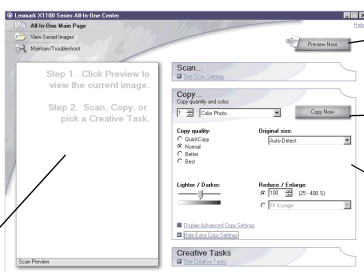 Lexmark X1100 Series All-In-One Center
All-In-One Main Page
Help
View Saved Images
Maintain/Troubleshoot
Preview Now
Step 1. Click Preview to
view the current image.
Step 2. Scan, Copy, or
pick a Creative Task.
Scan...
See Scan Settings
Copy...
Copy quantity and color.
1 Color Photo Copy Now
Copy quality: Original size:
QuickCopy Auto-Detect
Normal
Better
Best
Lighter / Darker: Reduce / Enlarge:
100 (25 - 400 %)
Fit to page
Display Advanced Copy Settings
Hide Extra Copy Settings
Creative Tasks
See Creative Tasks
Scan Preview